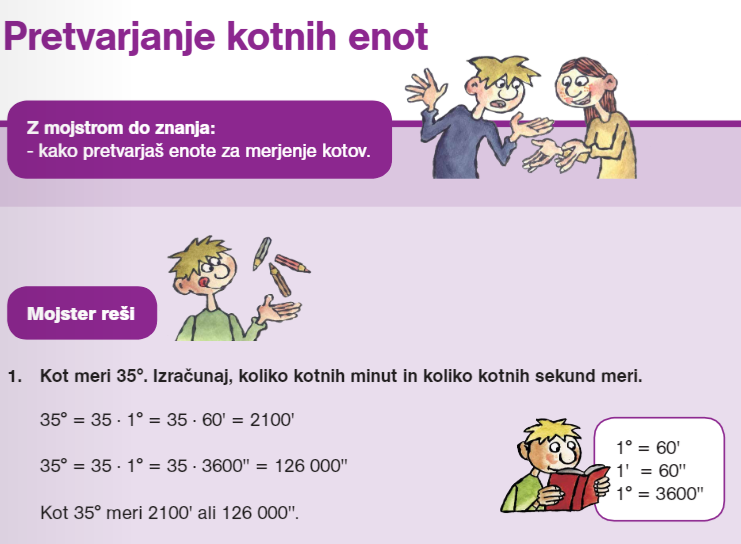 Pretvarjanje kotnih enot
Z mojstrom do znanja:
- kako pretvarjaš enote za merjenje kotov.
Mojster reši
1. Kot meri 35°. Izračunaj, koliko kotnih minut in koliko kotnih sekund meri.
35° = 35 · 1° = 35 · 60' = 2100'
35° = 35 · 1° = 35 · 3600" = 126 000"
Kot 35° meri 2100' ali 126 000".
1° = 60'
1' = 60"
1° = 3600"